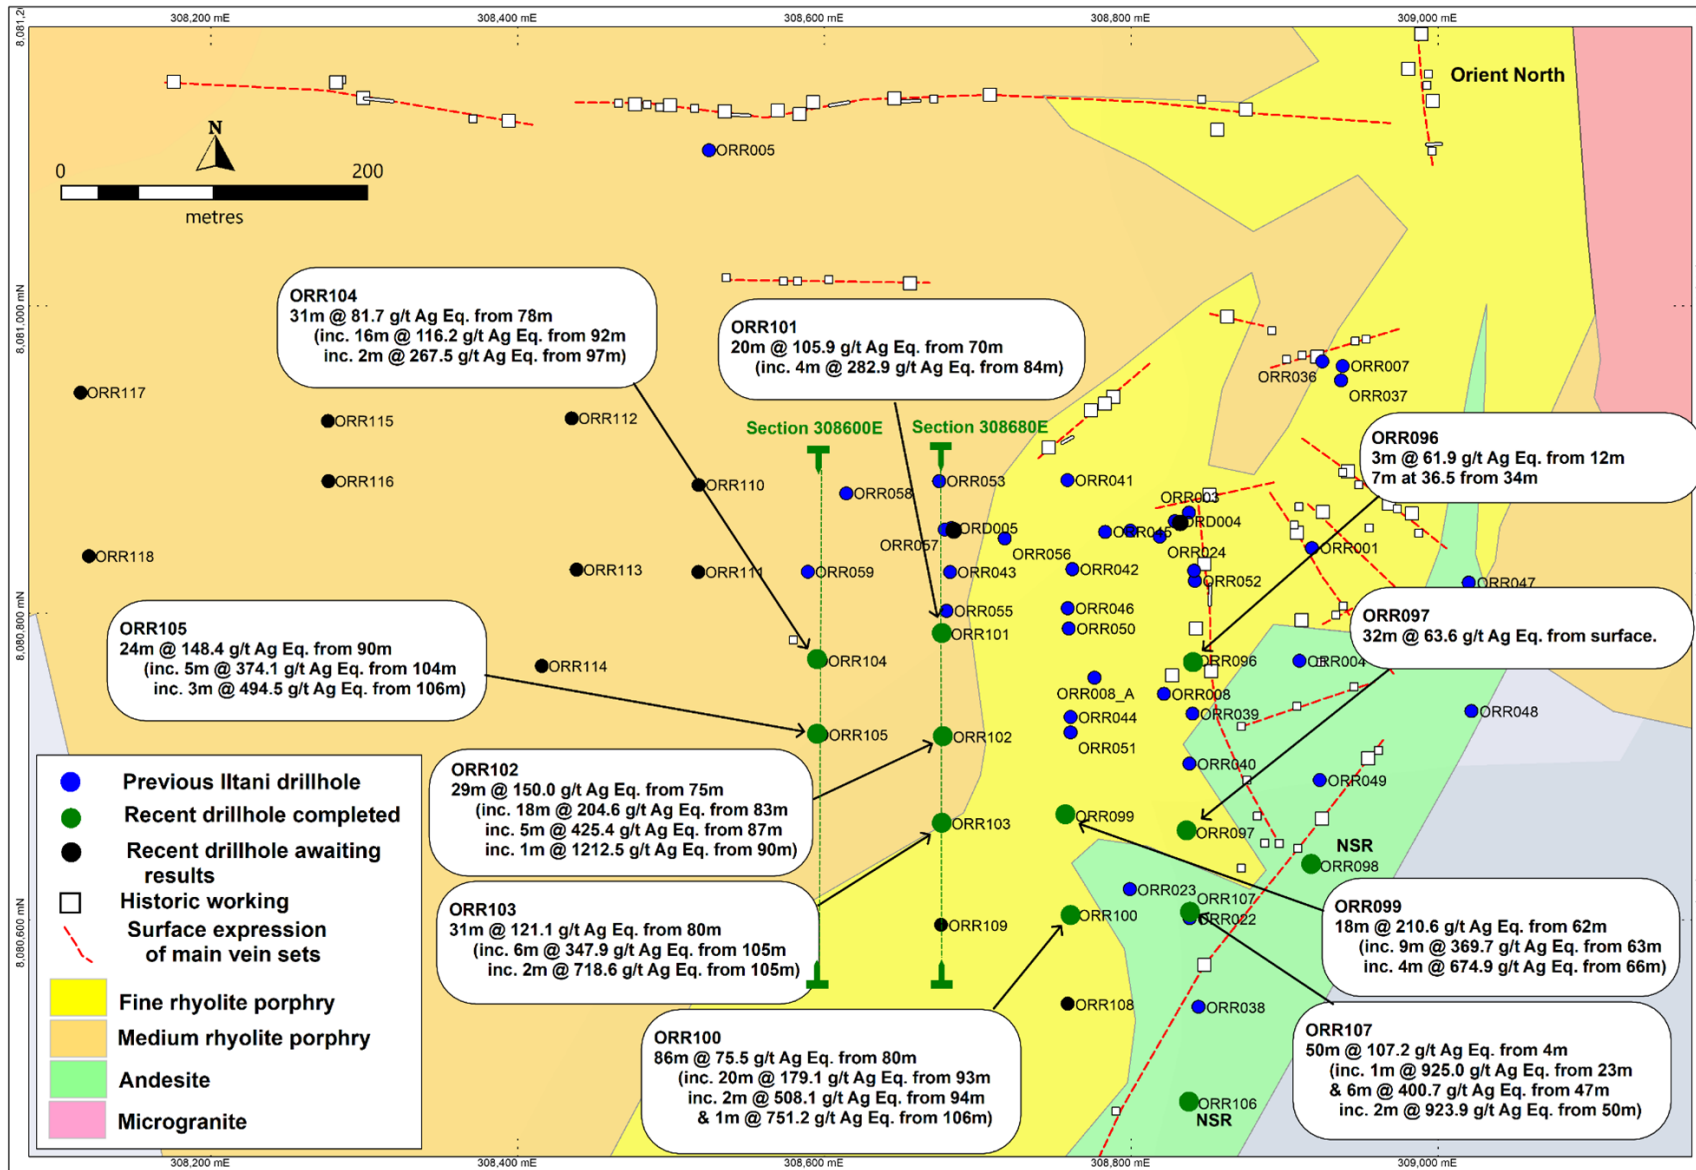 308,200 mE
308,400 mE
308,600 mE
308,800 mE
309,000 mE
8,081,2
8,081,000 mN
8,080,800 mN
8,080,600 mN
Orient North
N
0
200
metres
ORR005
ORR104
31m @ 81.7 g/t Ag Eq. from 78m
(inc. 16m @ 116.2 g/t Ag Eq. from 92m
inc. 2m @ 267.5 g/t Ag Eq. from 97m)
ORR101
20m @ 105.9 g/t Ag Eq. from 70m
(inc. 4m @ 282.9 g/t Ag Eq. from 84m)
ORR036
ORR007
ORR037
ORR117
ORR115
ORR112
Section 308600E
Section 308680E
ORR096
3m @ 61.9 g/t Ag Eq. from 12m
7m at 36.5 from 34m
ORR116
ORR110
ORR058
ORR053
ORR041
ORR003
ORD005
ORR057
ORR056
ORR045
ORD004
ORR024
ORR001
ORR118
ORR113
ORR111
ORR059
ORR043
ORR042
ORR052
ORR047
ORR055
ORR046
ORR050
ORR097
32m @ 63.6 g/t Ag Eq. from surface.
ORR105
24m @ 148.4 g/t Ag Eq. from 90m
(inc. 5m @ 374.1 g/t Ag Eq. from 104m
inc. 3m @ 494.5 g/t Ag Eq. from 106m)
ORR114
ORR104
ORR101
ORR096
ORR004
ORR008_A
ORR008
ORR039
ORR048
ORR044
ORR051
ORR105
ORR102
ORR040
ORR049
Previous Iltani drillhole
Recent drillhole completed
Recent drillhole awaiting
results
Historic working
Surface expression
of main vein sets
Fine rhyolite porphry
Medium rhyolite porphry
Andesite
Microgranite
ORR102
29m @ 150.0 g/t Ag Eq. from 75m
(inc. 18m @ 204.6 g/t Ag Eq. from 83m
inc. 5m @ 425.4 g/t Ag Eq. from 87m
inc. 1m @ 1212.5 g/t Ag Eq. from 90m)
ORR103
ORR099
ORR097
NSR
ORR098
ORR103
31m @ 121.1 g/t Ag Eq. from 80m
(inc. 6m @ 347.9 g/t Ag Eq. from 105m
inc. 2m @ 718.6 g/t Ag Eq. from 105m)
ORR109
ORR023
ORR107
ORR022
ORR100
ORR099
18m @ 210.6 g/t Ag Eq. from 62m
(inc. 9m @ 369.7 g/t Ag Eq. from 63m
inc. 4m @ 674.9 g/t Ag Eq. from 66m)
ORR108
ORR038
ORR100
86m @ 75.5 g/t Ag Eq. from 80m
(inc. 20m @ 179.1 g/t Ag Eq. from 93m
inc. 2m @ 508.1 g/t Ag Eq. from 94m
& 1m @ 751.2 g/t Ag Eq. from 106m)
ORR107
50m @ 107.2 g/t Ag Eq. from 4m
(inc. 1m @ 925.0 g/t Ag Eq. from 23m
& 6m @ 400.7 g/t Ag Eq. from 47m
inc. 2m @ 923.9 g/t Ag Eq. from 50m)
ORR106
NSR
308,200 mE
308,400 mE
308,600 mE
308,800 mE
309,000 mE